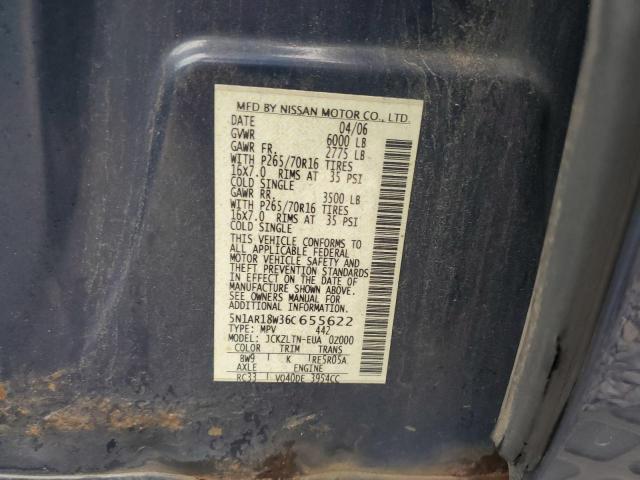 MFD BY NISSAN MOTOR CO., LTD.
DATE 04/06
GVWR 6000 LB
GAWR FR. 2775 LB
WITH P265/70R16 TIRES
16X7.0 RIMS AT 35 PSI
COLD SINGLE
GAWR RR. 3500 LB
WITH P265/70R16 TIRES
16X7.0 RIMS AT 35 PSI
COLD SINGLE
THIS VEHICLE CONFORMS TO
ALL APPLICABLE FEDERAL
MOTOR VEHICLE SAFETY AND
THEFT PREVENTION STANDARDS
IN EFFECT ON THE DATE OF
MANUFACTURE SHOWN ABOVE.
SEE OWNERS MANUAL FOR
ADDITIONAL INFORMATION.
5N1AR18W36C655622
TYPE: MPV 442
MODEL: JCKZLTN-EUA 0Z000
COLOR TRIM TRANS
BW9 K RE5R05A
AXLE ENGINE
RC33 VQ40DE 3954CC